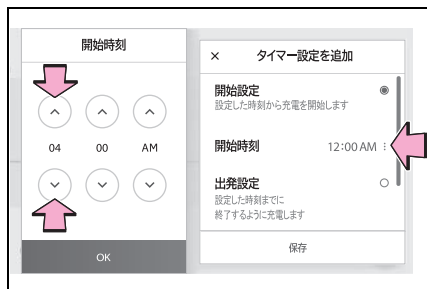 開始時刻
04 00 AM
OK
× タイマー設定を追加
開始設定
設定した時刻から充電を開始します
開始時刻 12:00 AM
出発設定
設定した時刻までに
終了するように充電します
保存